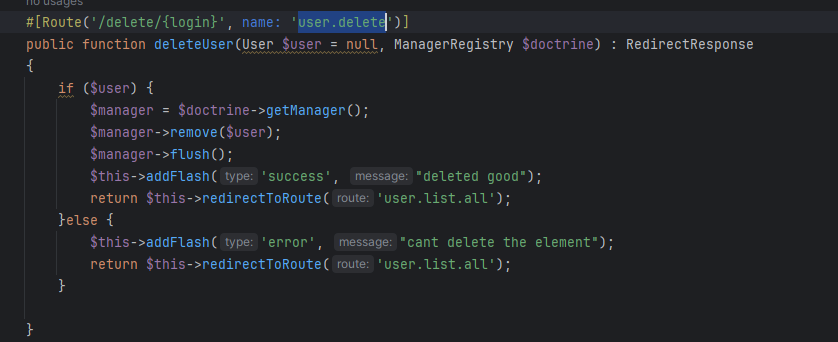 no usages
#[Route('/delete/{login}', name: 'user.delete')]
public function deleteUser(User $user = null, ManagerRegistry $doctrine) : RedirectResponse
{
if ($user) {
$manager = $doctrine->getManager();
$manager->remove($user);
$manager->flush();
$this->addFlash( type: 'success', message: "deleted good");
return $this->redirectToRoute( route: 'user.list.all');
}else {
$this->addFlash( type: 'error', message: "cant delete the element");
return $this->redirectToRoute( route: 'user.list.all');
}
}